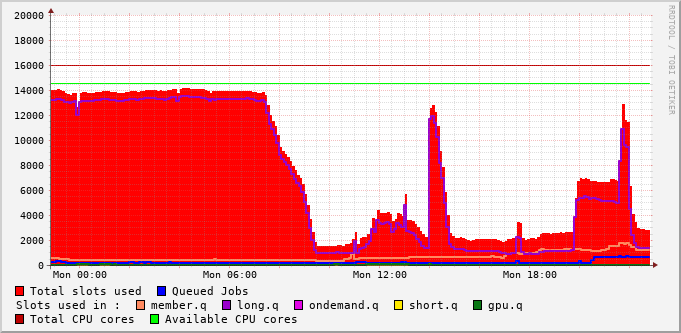 RRDTOOL / TOBI OETIKER
20000
18000
16000
14000
12000
10000
8000
6000
4000
2000
0
Mon 00:00 Mon 06:00 Mon 12:00 Mon 18:00
Total slots used Queued Jobs
Slots used in : member.q long.q ondemand.q short.q gpu.q
Total CPU cores Available CPU cores